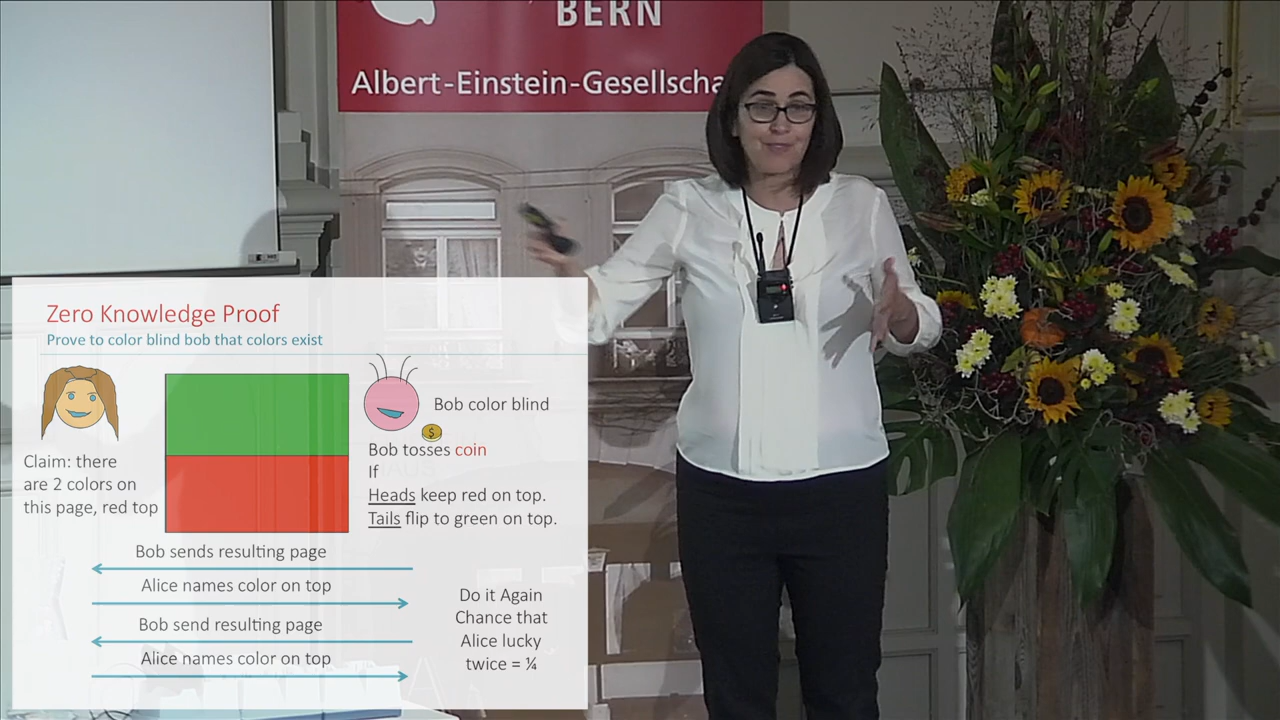 BERN
Albert-Einstein-Gesellscha
Zero Knowledge Proof
Prove to color blind bob that colors exist
Bob color blind
$
Claim: there
are 2 colors on
this page, red top
Bob tosses coin
If
Heads keep red on top.
Tails flip to green on top.
Bob sends resulting page
Alice names color on top
Bob send resulting page
Alice names color on top
Do it Again
Chance that
Alice lucky
twice = ¼